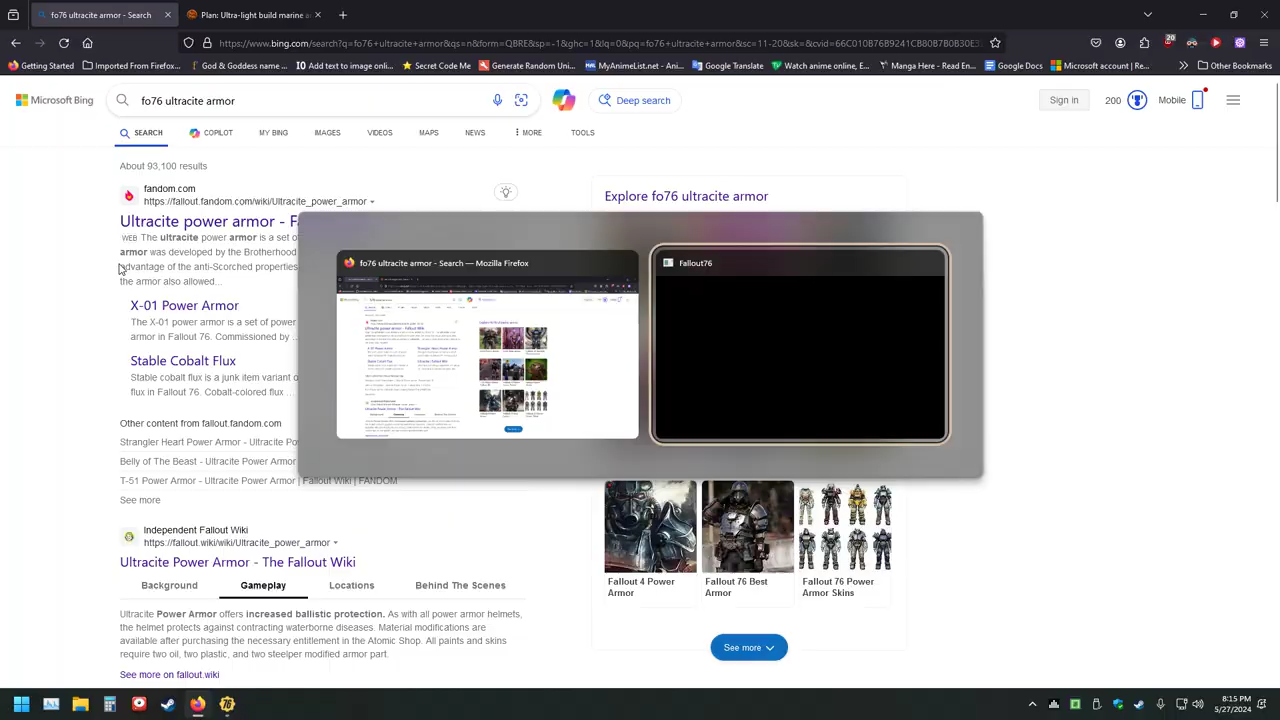 fo76 ultracite armor - Search
Plan: Ultra-light build marine a
https://www.bing.com/search?q=fo76+ultracite+armor&qs=n&form=QBRE&sp=-1&ghc=1&lq=0&pq=fo76+ultracite+armor&sc=11-20&sk=&cvid=66C010B76B9241CB80B7B0B30E3
Getting Started
Imported From Firefox...
God & Goddess name ...
Add text to image onli...
Secret Code Me
Generate Random Uni...
MyAnimeList.net - Ani...
Google Translate
Watch anime online, E...
Manga Here - Read En...
Google Docs
Microsoft account | Re...
Other Bookmarks
Microsoft Bing
fo76 ultracite armor
Deep search
Sign in
200
Mobile
SEARCH
COPILOT
MY BING
IMAGES
VIDEOS
MAPS
NEWS
MORE
TOOLS
About 93,100 results
fandom.com
https://fallout.fandom.com/wiki/Ultracite_power_armor
Ultracite power armor - Fa
WEB The ultracite power armor is a set of
armor was developed by the Brotherhood
advantage of the anti-Scorched properties
the armor also allowed...
X-01 Power Armor
The X-01 power armor is a set of power
in Fallout 76. Commissioned by ...
Stable Cobalt Flux
Stable cobalt flux is a junk item variant o
flux in Fallout 76. Cobalt-colored flux ...
from fallout.fandom.com
Strangler Heart Power Armor - Ultracite Po
Belly of The Beast - Ultracite Power Armor
T-51 Power Armor - Ultracite Power Armor | Fallout Wiki | FANDOM
See more
Explore fo76 ultracite armor
fo76 ultracite armor - Search — Mozilla Firefox
Fallout76
Fallout 4 Power
Armor
Fallout 76 Best
Armor
Fallout 76 Power
Armor Skins
See more
Independent Fallout Wiki
https://fallout.wiki/wiki/Ultracite_power_armor
Ultracite Power Armor - The Fallout Wiki
Background
Gameplay
Locations
Behind The Scenes
Ultracite Power Armor offers increased ballistic protection. As with all power armor helmets,
the helmet protects against contracting waterborne diseases. Material modifications are
available after purchasing the necessary entitlement in the Atomic Shop. All paints and skins
require two oil, two plastic, and two steelper modified armor part.
See more on fallout.wiki
8:15 PM
5/27/2024